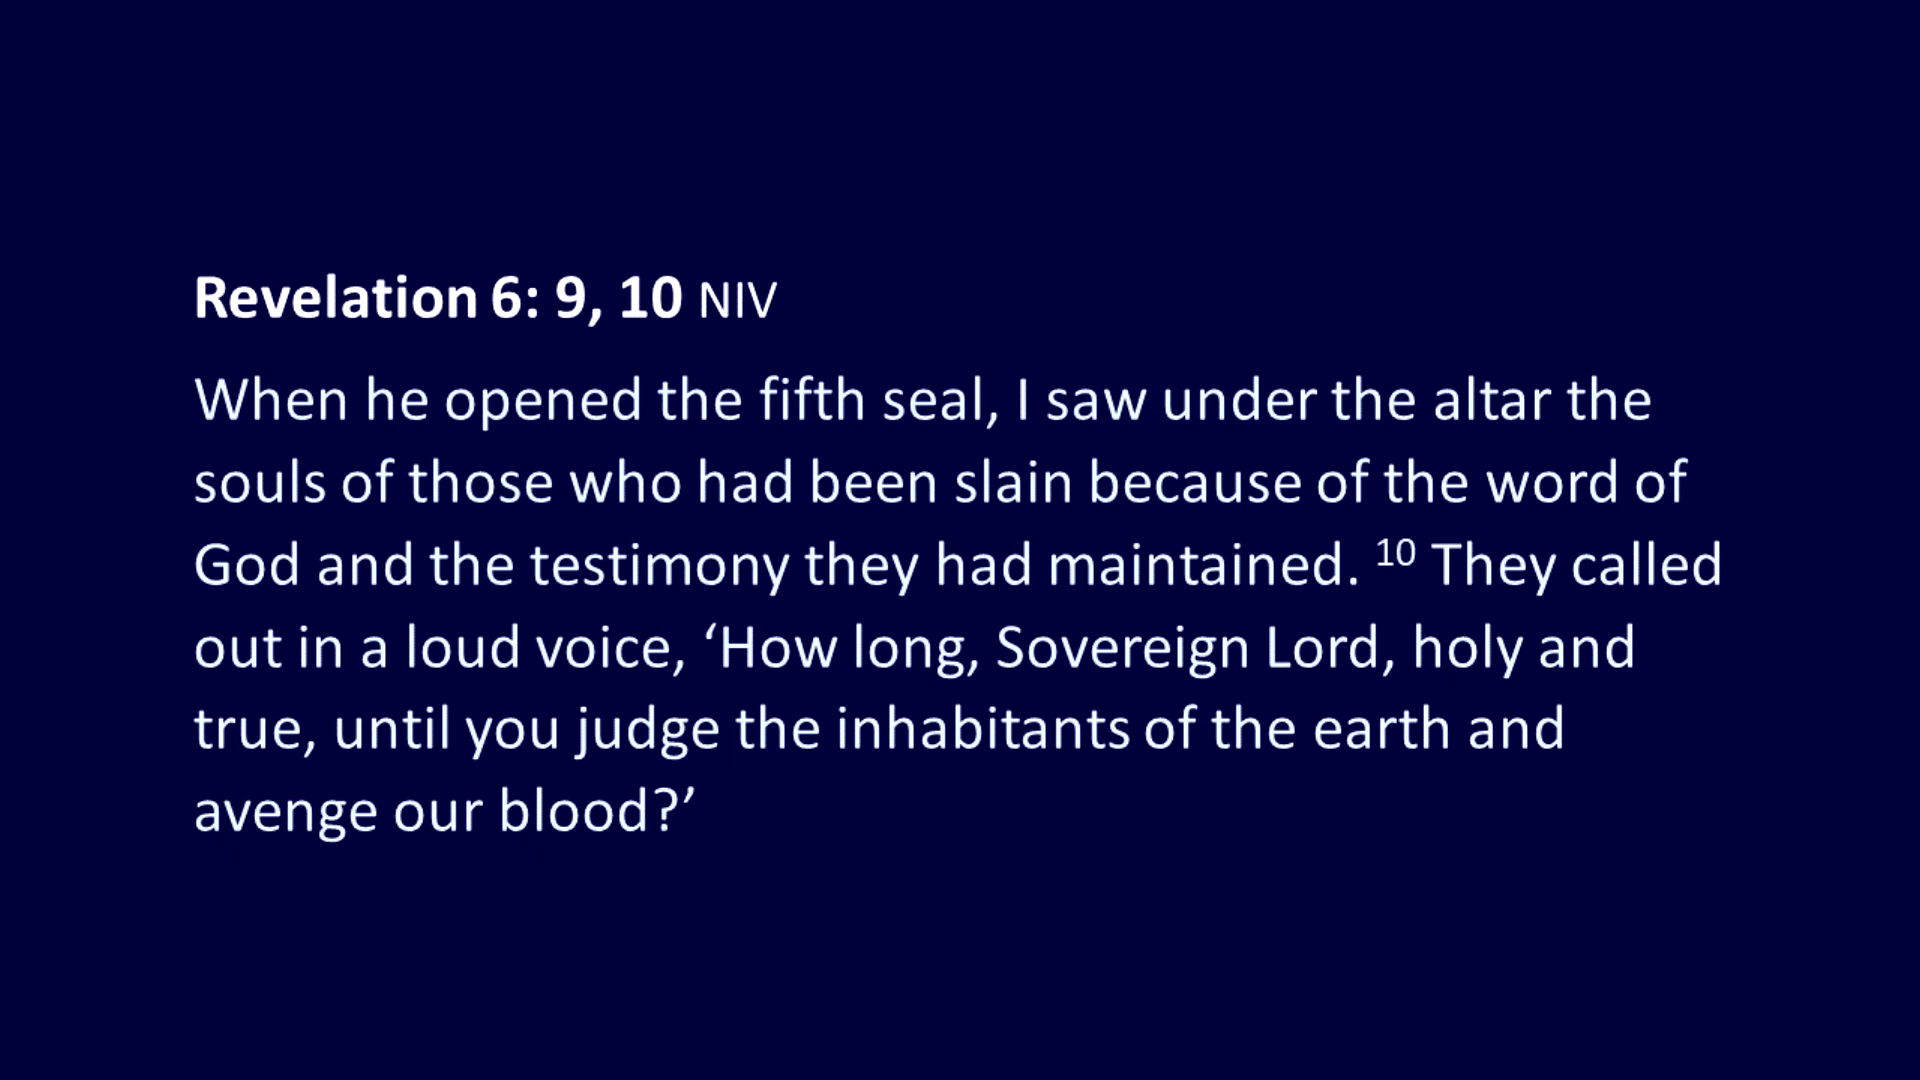 Revelation 6: 9, 10 NIV
When he opened the fifth seal, I saw under the altar the
souls of those who had been slain because of the word of
God and the testimony they had maintained. ¹⁰ They called
out in a loud voice, ‘How long, Sovereign Lord, holy and
true, until you judge the inhabitants of the earth and
avenge our blood?’